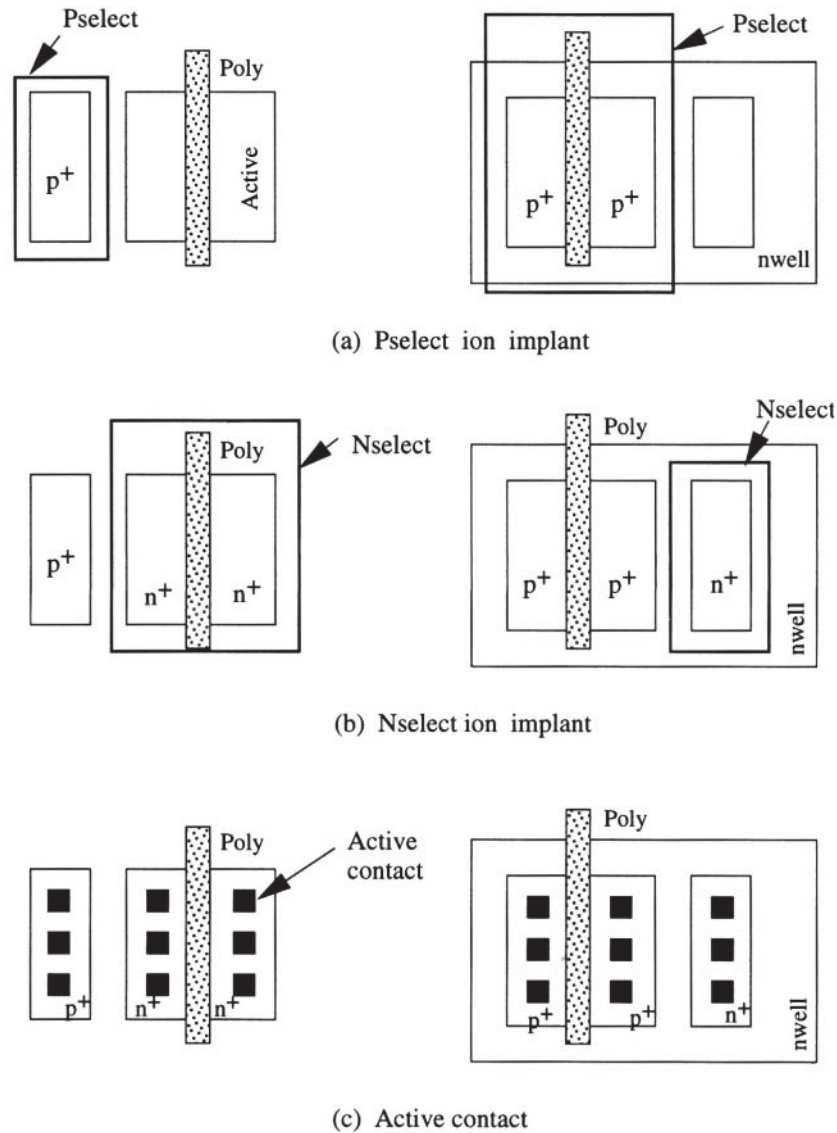 Pselect
Poly
p+
Active
Pselect
p+ p+
nwell
(a) Pselect ion implant
Poly
Nselect
p+
n+ n+
Poly
Nselect
p+ p+ n+
nwell
(b) Nselect ion implant
Poly
Active
contact
p+ n+ n+
Poly
p+ p+ n+
nwell
(c) Active contact